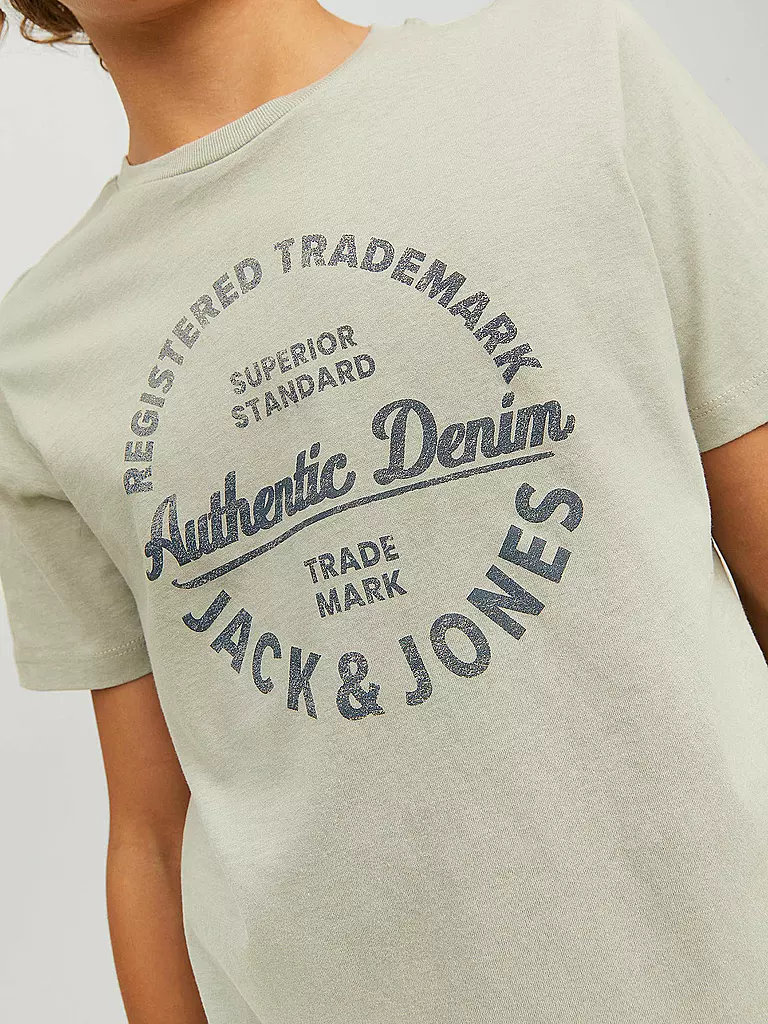 REGISTERED TRADEMARK
SUPERIOR
STANDARD
Authentic Denim
TRADE
MARK
JACK & JONES